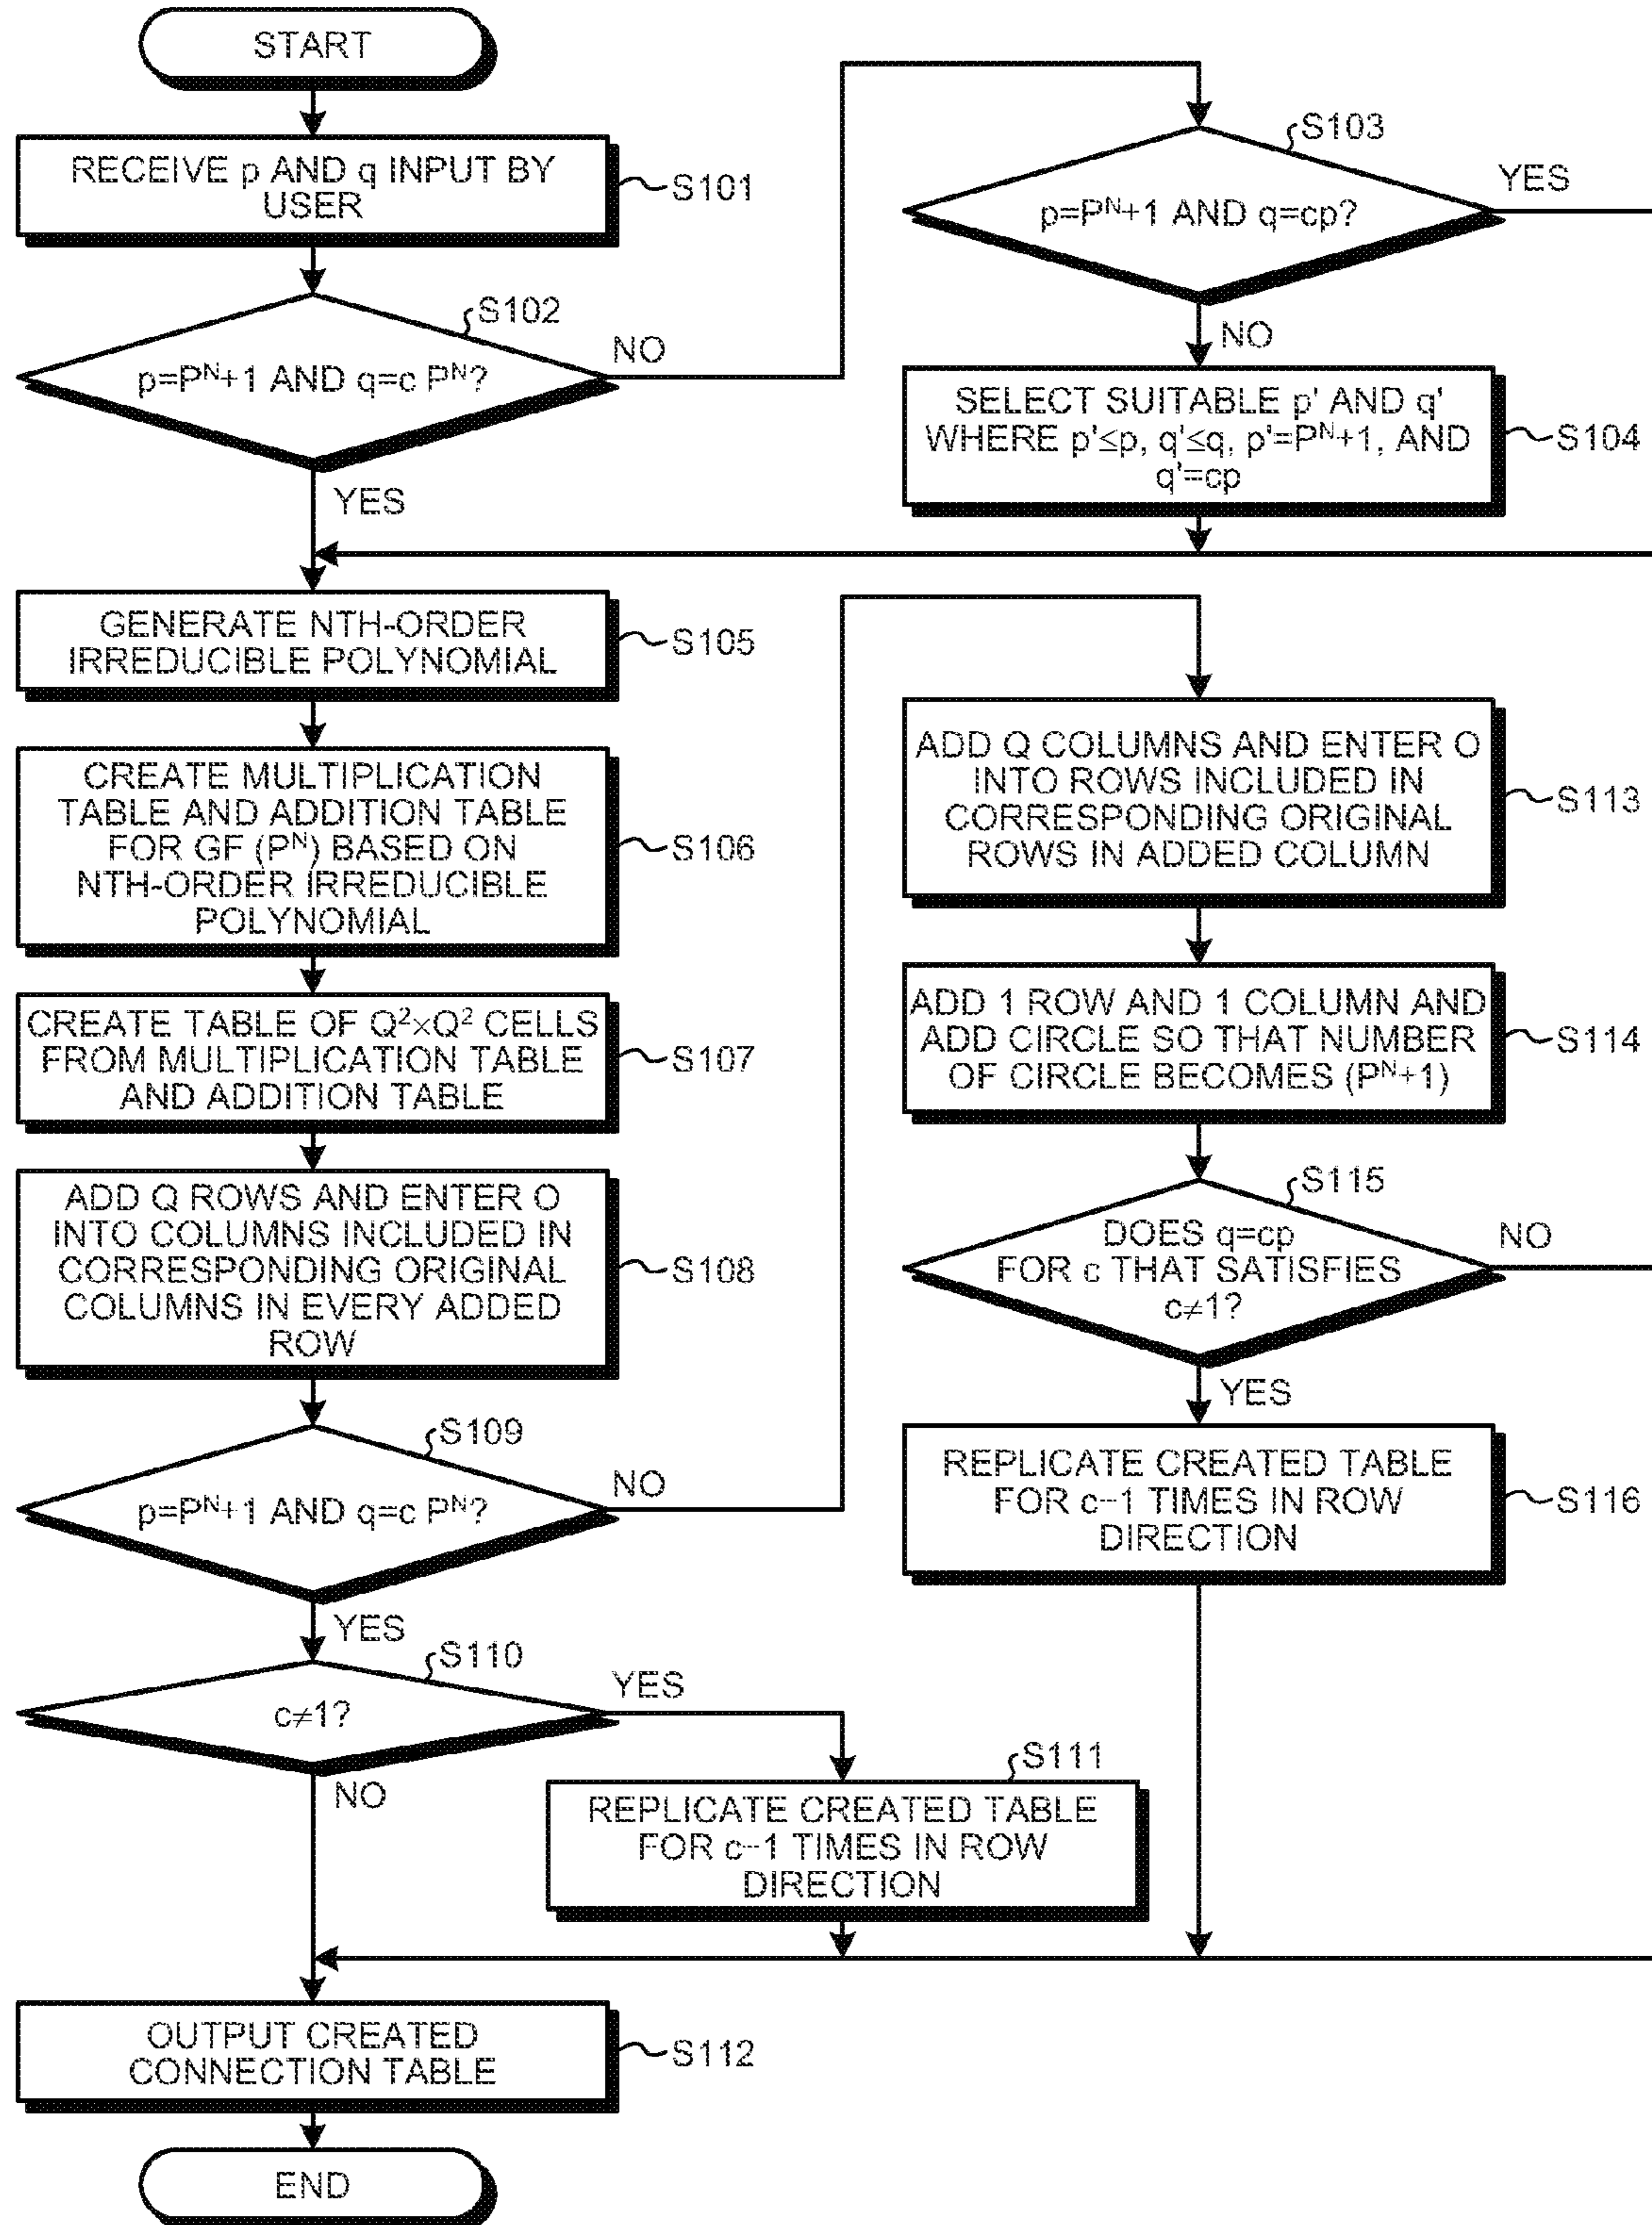 START
RECEIVE p AND q INPUT BY
USER
S101
S102
p=Pᴺ+1 AND q=c Pᴺ?
NO
YES
S103
p=Pᴺ+1 AND q=cp?
YES
NO
SELECT SUITABLE p' AND q'
WHERE p'≤p, q'≤q, p'=Pᴺ+1, AND
q'=cp
S104
GENERATE NTH-ORDER
IRREDUCIBLE POLYNOMIAL
S105
CREATE MULTIPLICATION
TABLE AND ADDITION TABLE
FOR GF (Pᴺ) BASED ON
NTH-ORDER IRREDUCIBLE
POLYNOMIAL
S106
CREATE TABLE OF Q²×Q² CELLS
FROM MULTIPLICATION TABLE
AND ADDITION TABLE
S107
ADD Q ROWS AND ENTER O
INTO COLUMNS INCLUDED IN
CORRESPONDING ORIGINAL
COLUMNS IN EVERY ADDED
ROW
S108
S109
p=Pᴺ+1 AND q=c Pᴺ?
NO
YES
S110
c≠1?
YES
NO
S111
REPLICATE CREATED TABLE
FOR c-1 TIMES IN ROW
DIRECTION
OUTPUT CREATED
CONNECTION TABLE
S112
END
ADD Q COLUMNS AND ENTER O
INTO ROWS INCLUDED IN
CORRESPONDING ORIGINAL
ROWS IN ADDED COLUMN
S113
ADD 1 ROW AND 1 COLUMN AND
ADD CIRCLE SO THAT NUMBER
OF CIRCLE BECOMES (Pᴺ+1)
S114
S115
DOES q=cp
FOR c THAT SATISFIES
c≠1?
NO
YES
REPLICATE CREATED TABLE
FOR c-1 TIMES IN ROW
DIRECTION
S116